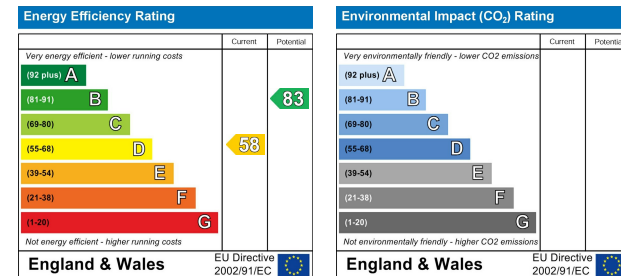 Energy Efficiency Rating
Current Potential
Very energy efficient - lower running costs
(92 plus) A
(81-91) B
83
(69-80) C
(55-68) D
58
(39-54) E
(21-38) F
(1-20) G
Not energy efficient - higher running costs
England & Wales
EU Directive
2002/91/EC
Environmental Impact (CO₂) Rating
Current Potentia
Very environmentally friendly - lower CO2 emissions
(92 plus) A
(81-91) B
(69-80) C
(55-68) D
(39-54) E
(21-38) F
(1-20) G
Not environmentally friendly - higher CO2 emissions
England & Wales
EU Directive
2002/91/EC